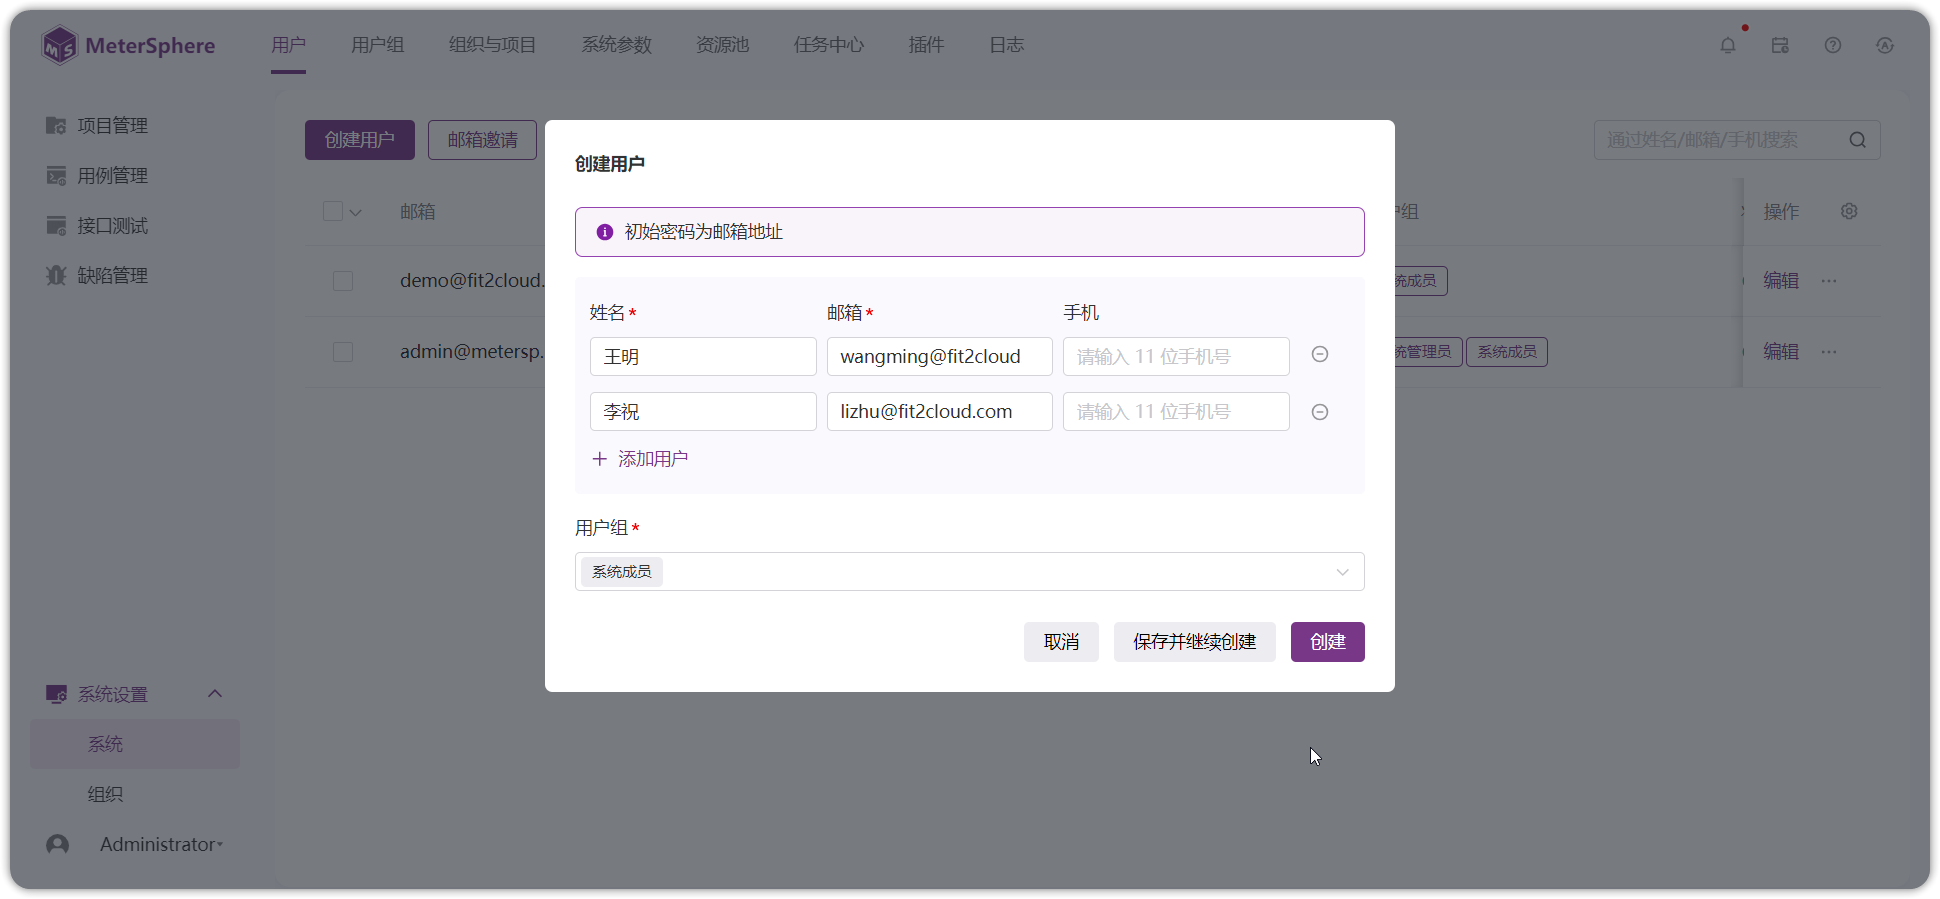 MeterSphere
用户 用户组 组织与项目 系统参数 资源池 任务中心 插件 日志
项目管理
用例管理
接口测试
缺陷管理
系统设置
系统
组织
Administrator
创建用户 邮箱邀请
通过姓名/邮箱/手机搜索
邮箱 户组 操作
demo@fit2cloud. 统成员 编辑 ...
admin@metersp. 统管理员 系统成员 编辑 ...
创建用户
初始密码为邮箱地址
姓名* 邮箱* 手机
王明 wangming@fit2cloud 请输入 11 位手机号
李祝 lizhu@fit2cloud.com 请输入 11 位手机号
+ 添加用户
用户组*
系统成员
取消 保存并继续创建 创建